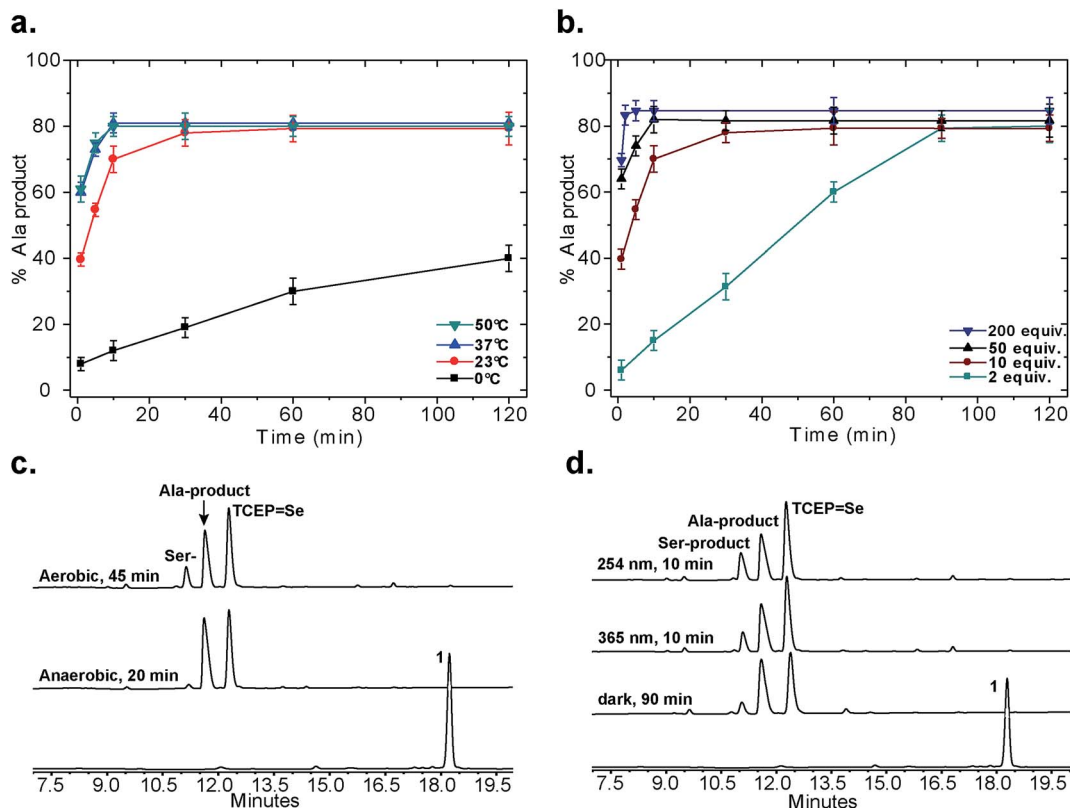 a.
100
80
60
40
20
0
% Ala product
0 20 40 60 80 100 120
Time (min)
50°C
37°C
23°C
0°C
b.
100
80
60
40
20
0
% Ala product
0 20 40 60 80 100 120
Time (min)
200 equiv.
50 equiv.
10 equiv.
2 equiv.
c.
Ala-product
TCEP=Se
Ser-
Aerobic, 45 min
Anaerobic, 20 min
1
7.5 9.0 10.5 12.0 13.5 15.0 16.5 18.0 19.5
Minutes
d.
TCEP=Se
Ala-product
Ser-product
254 nm, 10 min
365 nm, 10 min
dark, 90 min
1
7.5 9.0 10.5 12.0 13.5 15.0 16.5 18.0 19.5
Minutes